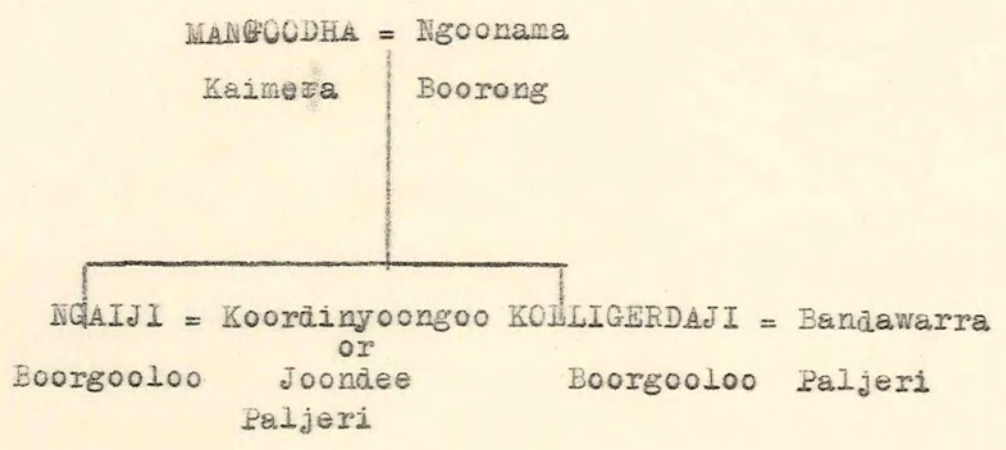 MANGOODHA = Ngoonama
Kaimera Boorong
NGAIJI = Koordinyoongoo KOLLIGERDAJI = Bandawarra
or
Boorgooloo Joondee Boorgooloo Paljeri
Paljeri